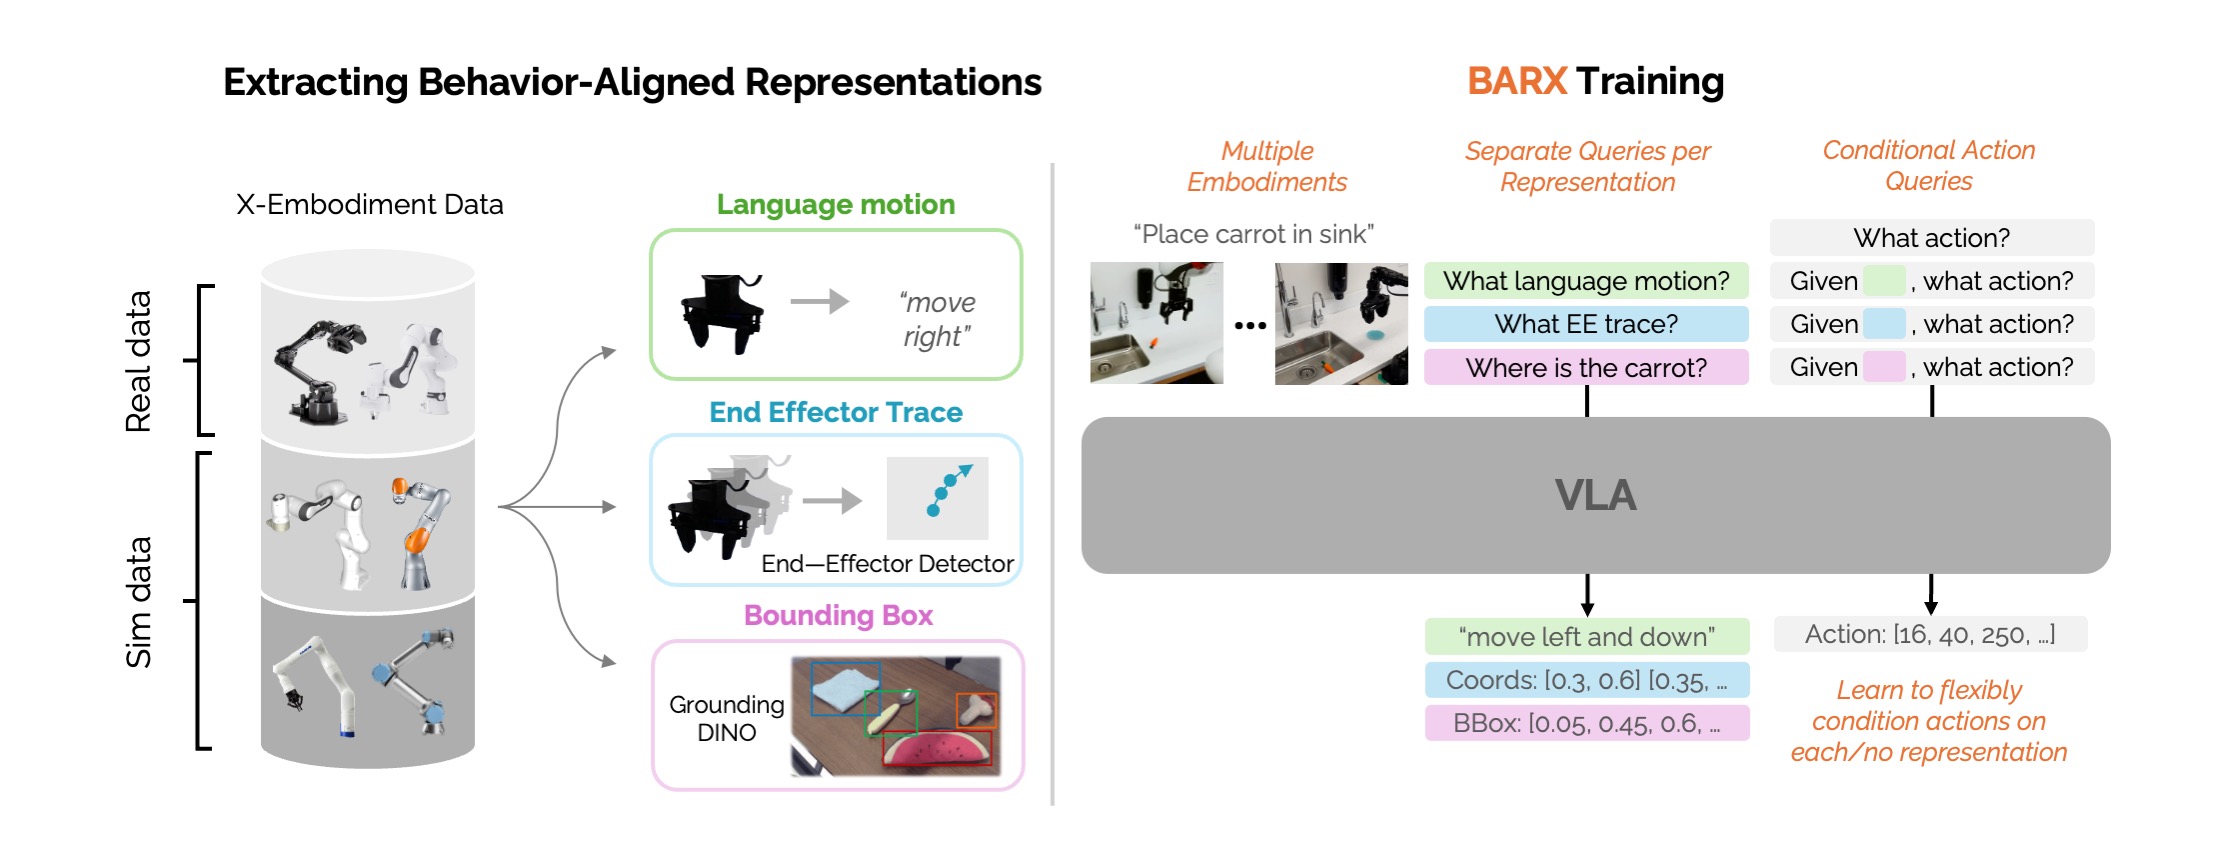 Extracting Behavior-Aligned Representations
X-Embodiment Data
Real data
Sim data
Language motion
“move
right”
End Effector Trace
End—Effector Detector
Bounding Box
Grounding
DINO
BARX Training
Multiple
Embodiments
Separate Queries per
Representation
Conditional Action
Queries
“Place carrot in sink”
...
What language motion?
What EE trace?
Where is the carrot?
What action?
Given , what action?
Given , what action?
Given , what action?
VLA
“move left and down”
Coords: [0.3, 0.6] [0.35, ...
BBox: [0.05, 0.45, 0.6, ...
Action: [16, 40, 250, ...]
Learn to flexibly
condition actions on
each/no representation